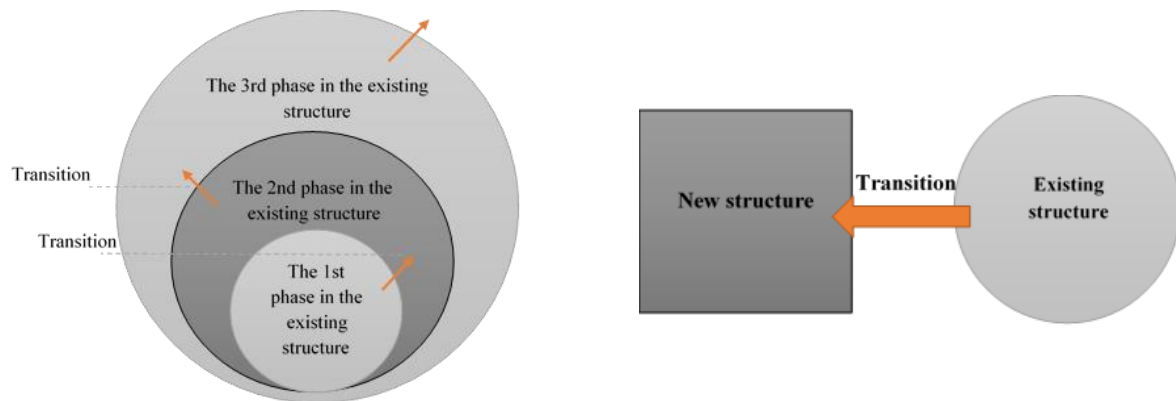 The 3rd phase in the existing
structure
Transition
The 2nd phase in the
existing structure
Transition
The 1st
phase in the
existing
structure
New structure
Transition
Existing
structure